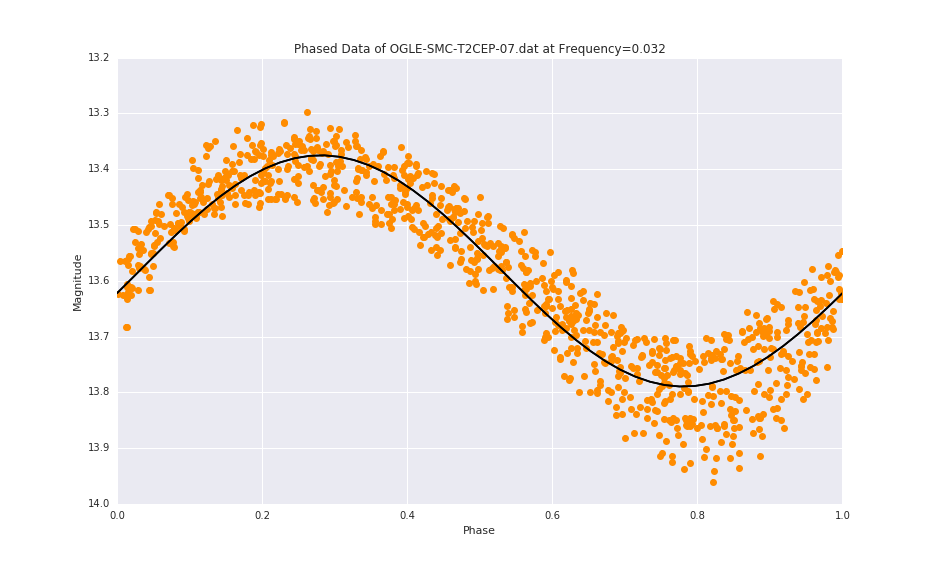 Phased Data of OGLE-SMC-T2CEP-07.dat at Frequency=0.032
13.2
13.3
13.4
13.5
13.6
13.7
13.8
13.9
14.0
Magnitude
0.0 0.2 0.4 0.6 0.8 1.0
Phase